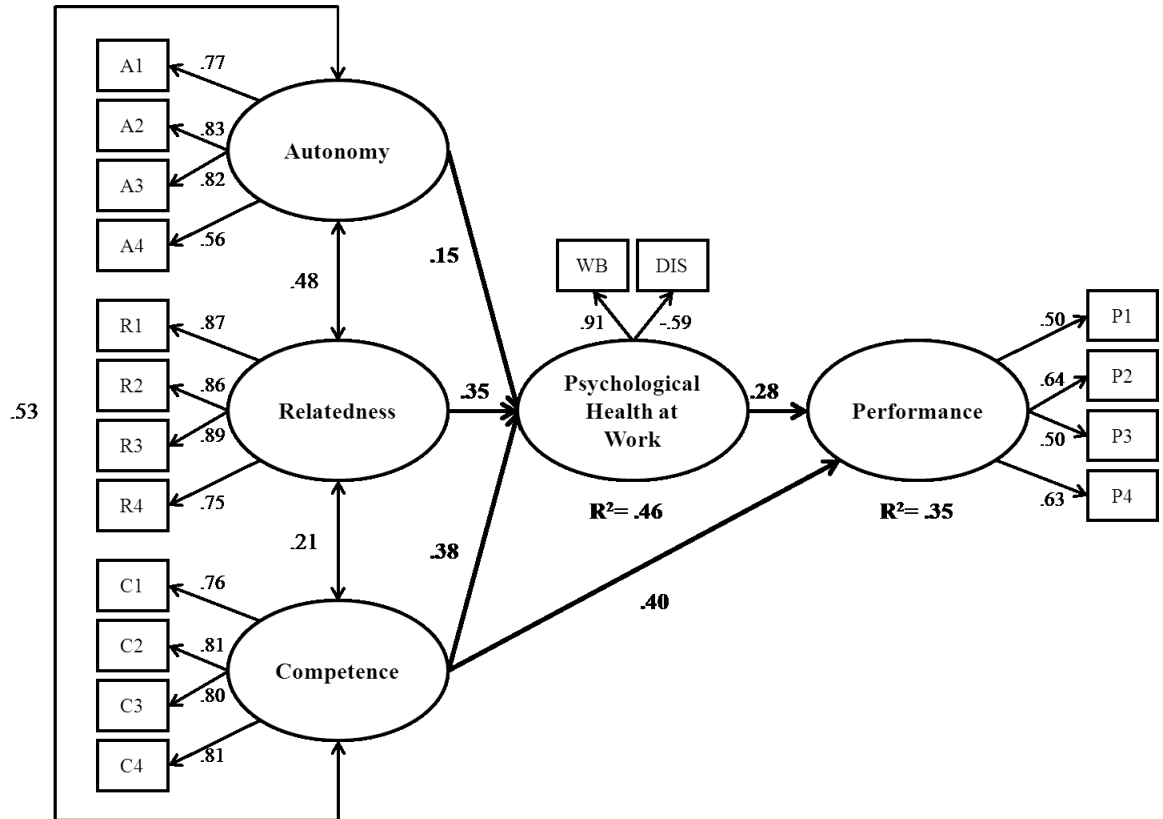 A1
.77
A2
.83
A3
.82
A4
.56
Autonomy
.15
.48
R1
.87
R2
.86
R3
.89
R4
.75
Relatedness
.35
.53
.21
C1
.76
C2
.81
C3
.80
C4
.81
Competence
.38
.40
WB
DIS
.91
-.59
Psychological
Health at
Work
R²= .46
.28
Performance
R²= .35
.50
P1
.64
P2
.50
P3
.63
P4